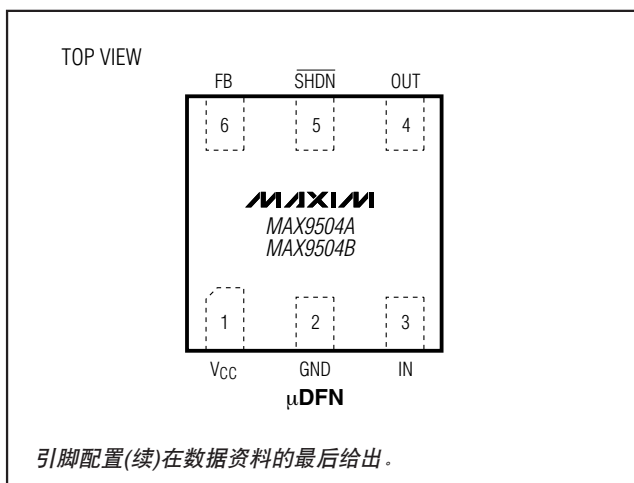 TOP VIEW
FB SHDN OUT
6 5 4
MAXIM
MAX9504A
MAX9504B
1 2 3
VCC GND IN
μDFN
引脚配置(续)在数据资料的最后给出。